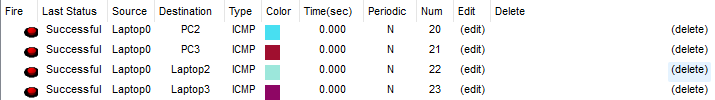 Fire Last Status Source Destination Type Color Time(sec) Periodic Num Edit Delete
Successful Laptop0 PC2 ICMP 0.000 N 20 (edit) (delete)
Successful Laptop0 PC3 ICMP 0.000 N 21 (edit) (delete)
Successful Laptop0 Laptop2 ICMP 0.000 N 22 (edit) (delete)
Successful Laptop0 Laptop3 ICMP 0.000 N 23 (edit) (delete)